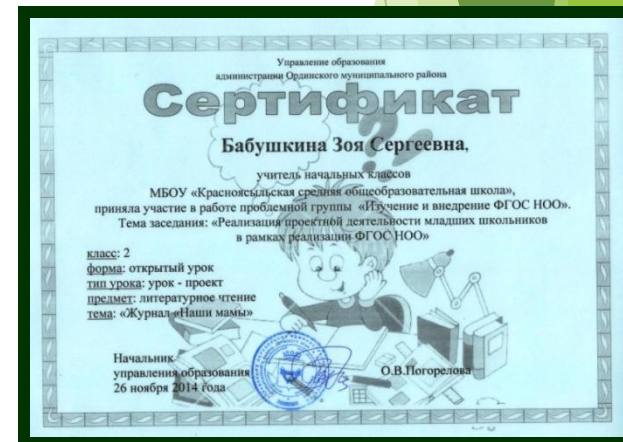 Управление образования
администрации Ординского муниципального района
Сертификат
Бабушкина Зоя Сергеевна,
учитель начальных классов
МБОУ «Красноясыльская средняя общеобразовательная школа»,
приняла участие в работе проблемной группы «Изучение и внедрение ФГОС НОО».
Тема заседания: «Реализация проектной деятельности младших школьников
в рамках реализации ФГОС НОО»
класс: 2
форма: открытый урок
тип урока: урок - проект
предмет: литературное чтение
тема: «Журнал «Наши мамы»
Начальник
управления образования О.В.Погорелова
26 ноября 2014 года